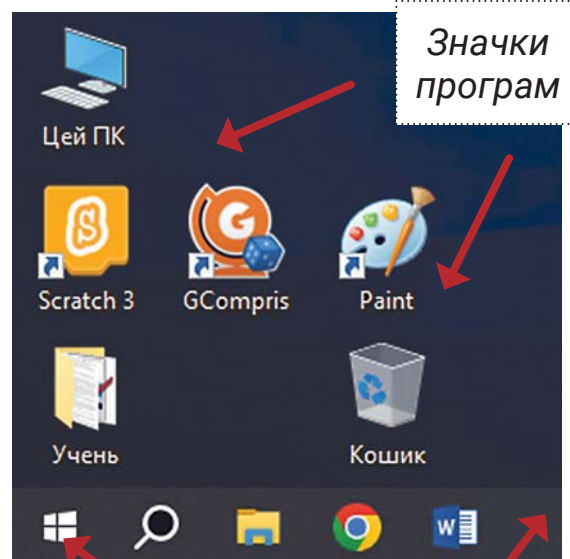 Значки
програм
Цей ПК
Scratch 3 GCompris Paint
Учень Кошик